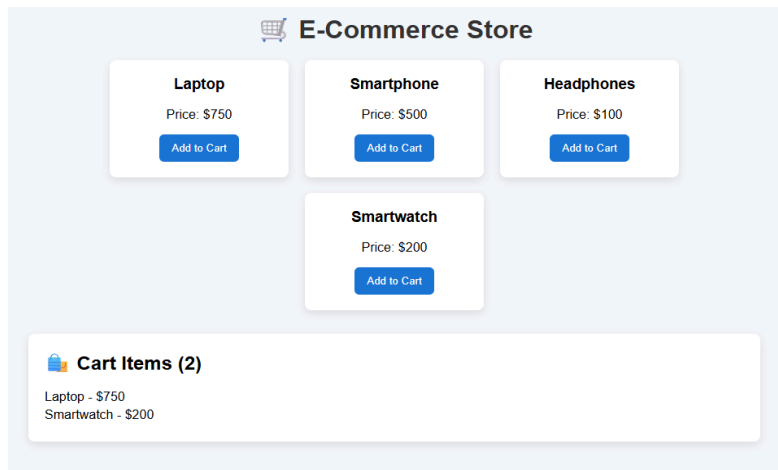 E-Commerce Store
Laptop
Price: $750
Add to Cart
Smartphone
Price: $500
Add to Cart
Headphones
Price: $100
Add to Cart
Smartwatch
Price: $200
Add to Cart
Cart Items (2)
Laptop - $750
Smartwatch - $200